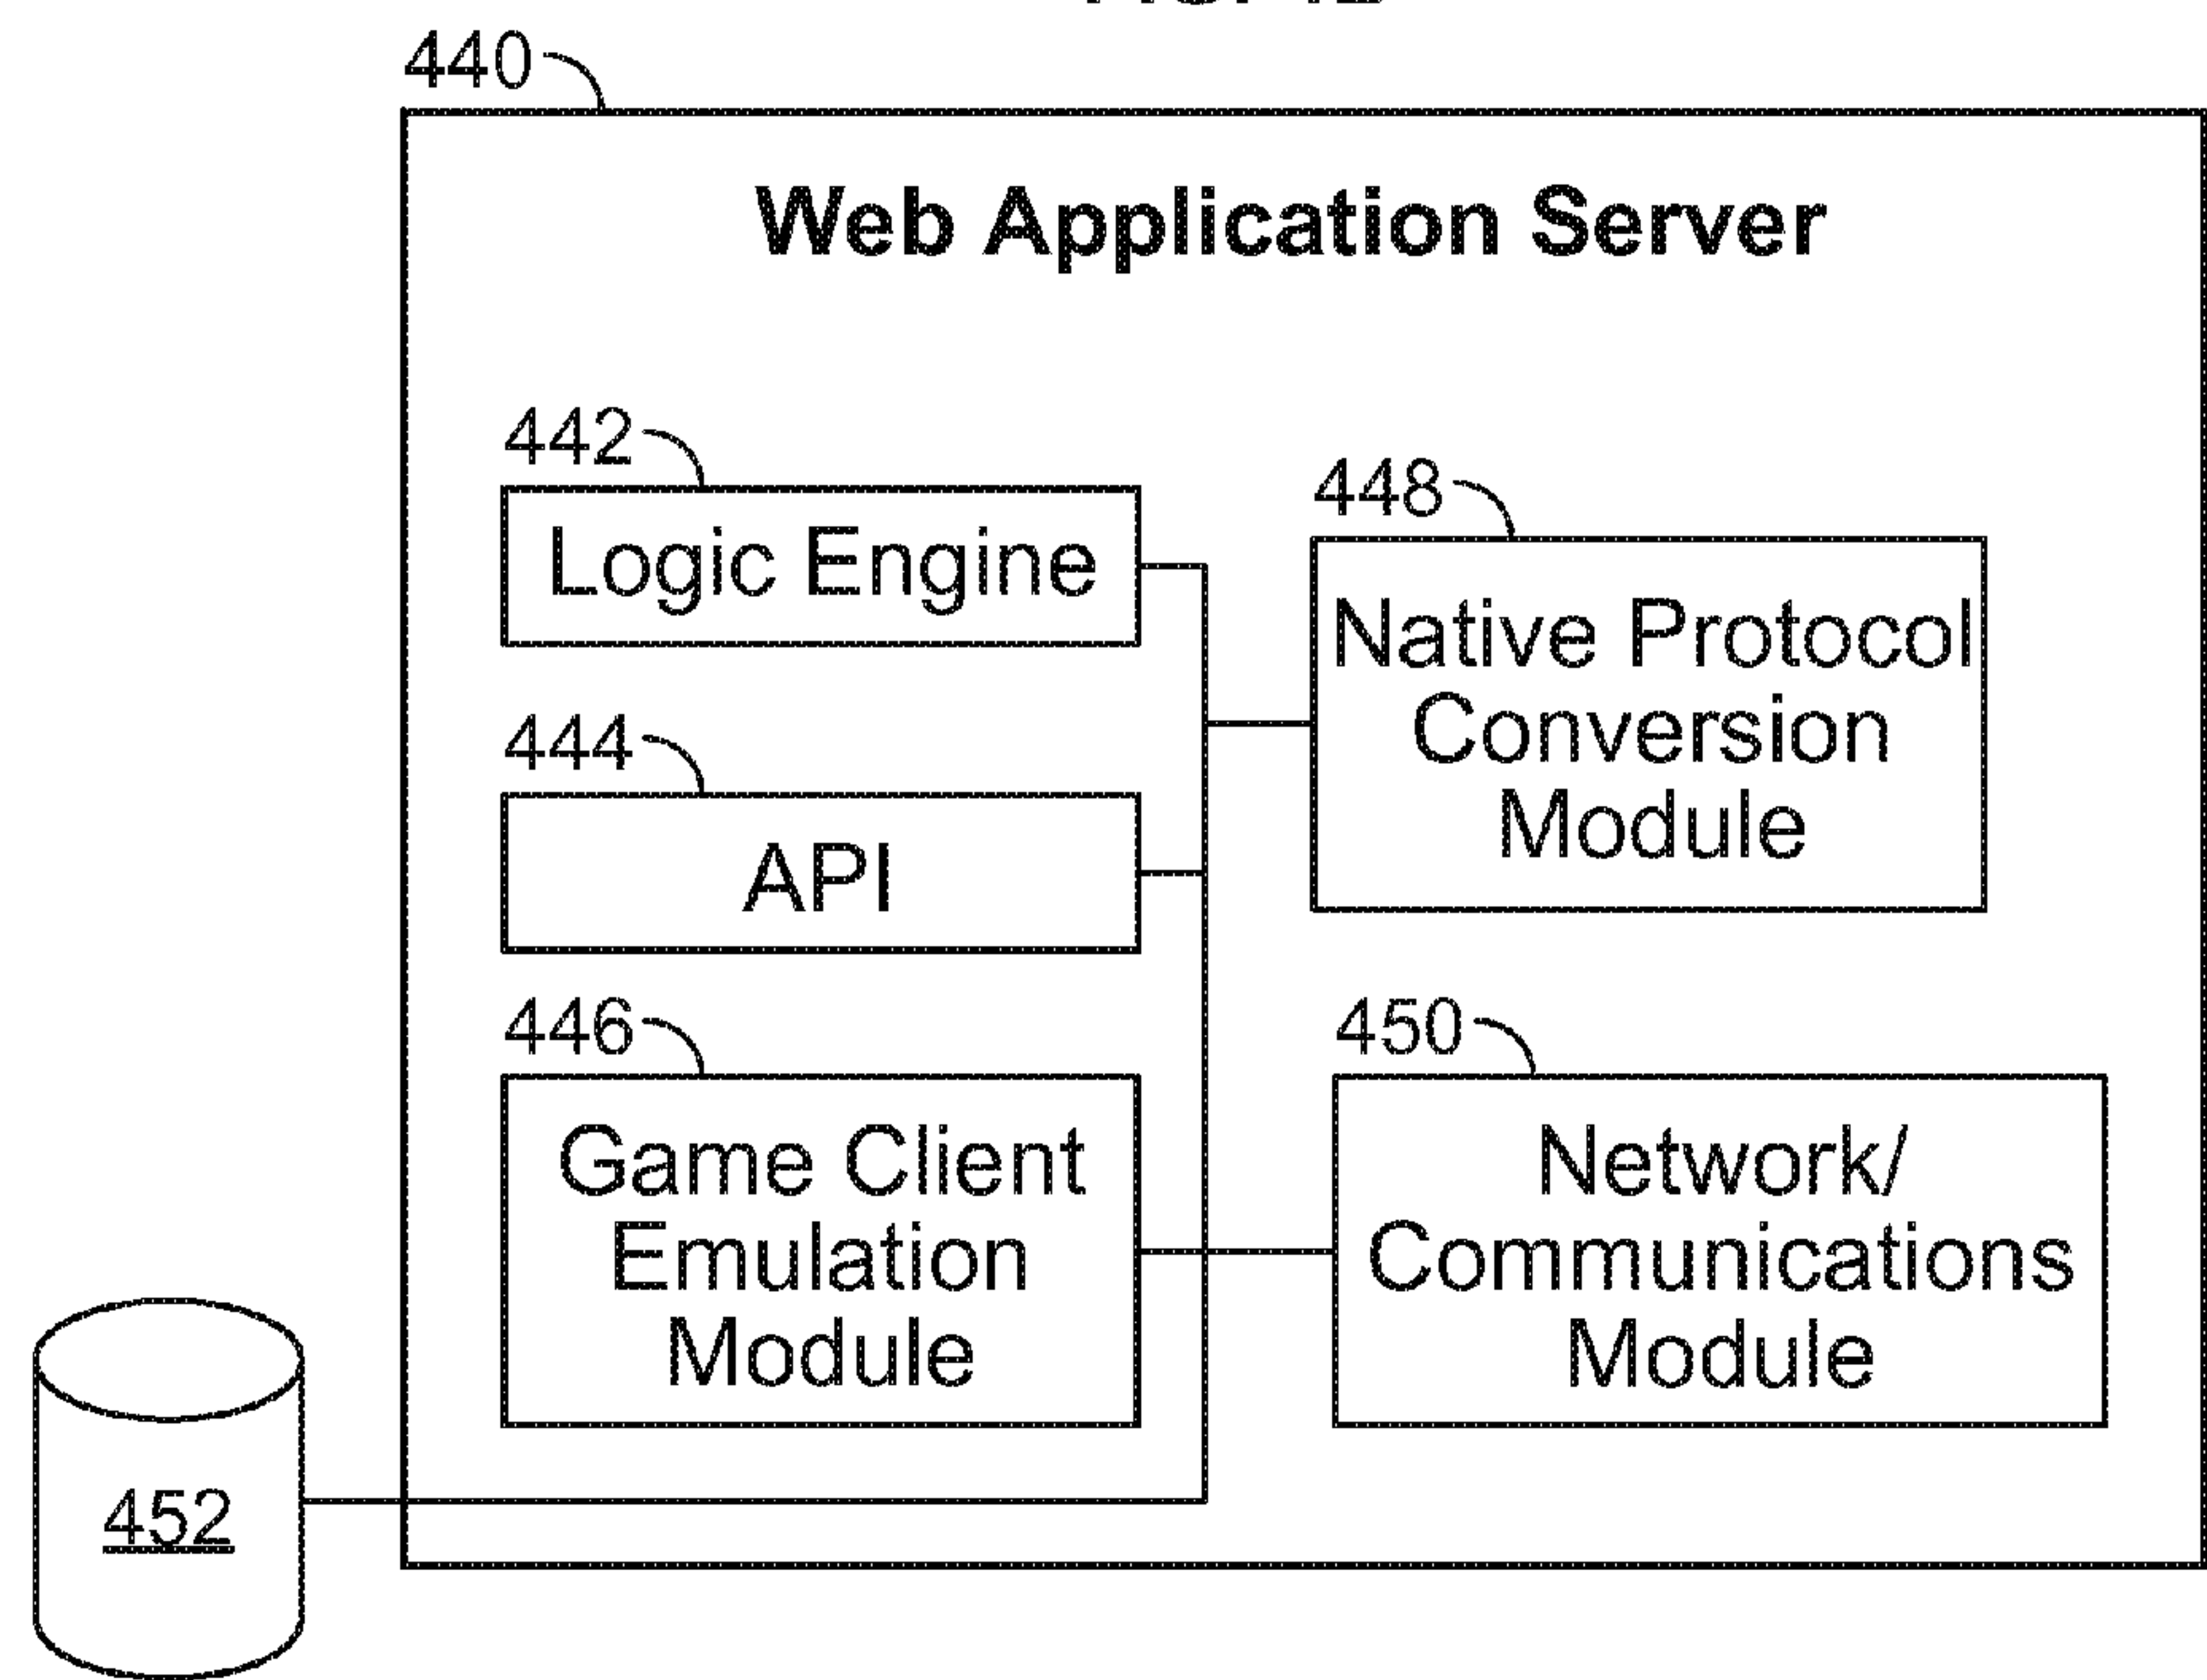 440
Web Application Server
442
Logic Engine
448
Native Protocol
Conversion
Module
444
API
446
Game Client
Emulation
Module
450
Network/
Communications
Module
452